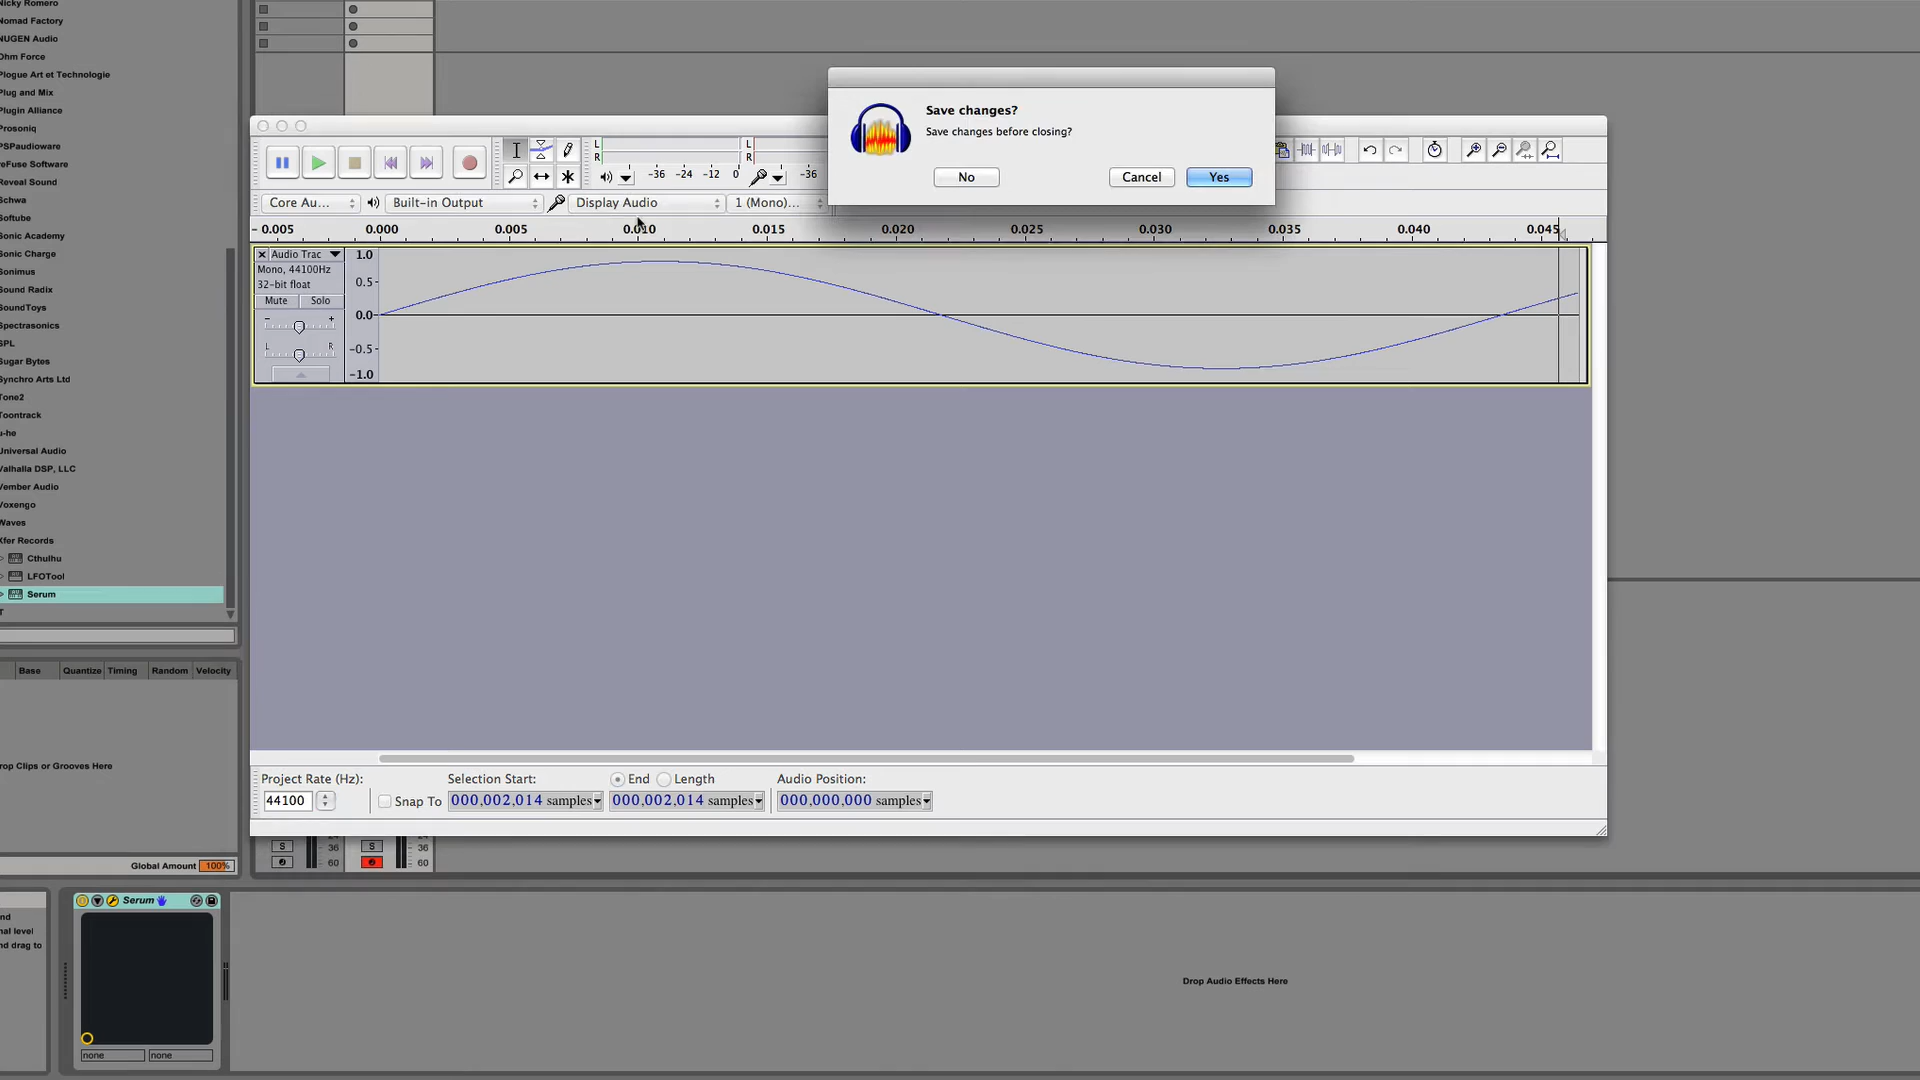 Nicky Romero
Nomad Factory
NUGEN Audio
Ohm Force
Plogue Art et Technologie
Plug and Mix
Plugin Alliance
Prosoniq
PSPaudioware
reFuse Software
Reveal Sound
Schwa
Softube
Sonic Academy
Sonic Charge
Sonimus
Sound Radix
SoundToys
Spectrasonics
SPL
Sugar Bytes
Synchro Arts Ltd
Tone2
Toontrack
u-he
Universal Audio
Valhalla DSP, LLC
Vember Audio
Voxengo
Waves
Xfer Records
Cthulhu
LFOTool
Serum
Base Quantize Timing Random Velocity
rop Clips or Grooves Here
Global Amount 100%
Save changes?
Save changes before closing?
No Cancel Yes
L
R
L
R
-36 -24 -12 0 -36
Core Au... Built-in Output Display Audio 1 (Mono)...
- 0.005 0.000 0.005 0.010 0.015 0.020 0.025 0.030 0.035 0.040 0.045
Audio Trac
Mono, 44100Hz
32-bit float
Mute Solo
- +
L R
1.0
0.5
0.0-
-0.5
-1.0
Project Rate (Hz): Selection Start: End Length Audio Position:
44100 Snap To 000,002,014 samples 000,002,014 samples 000,000,000 samples
S 36 S 36
60 60
nd
nal level
nd drag to
Serum
none none
Drop Audio Effects Here